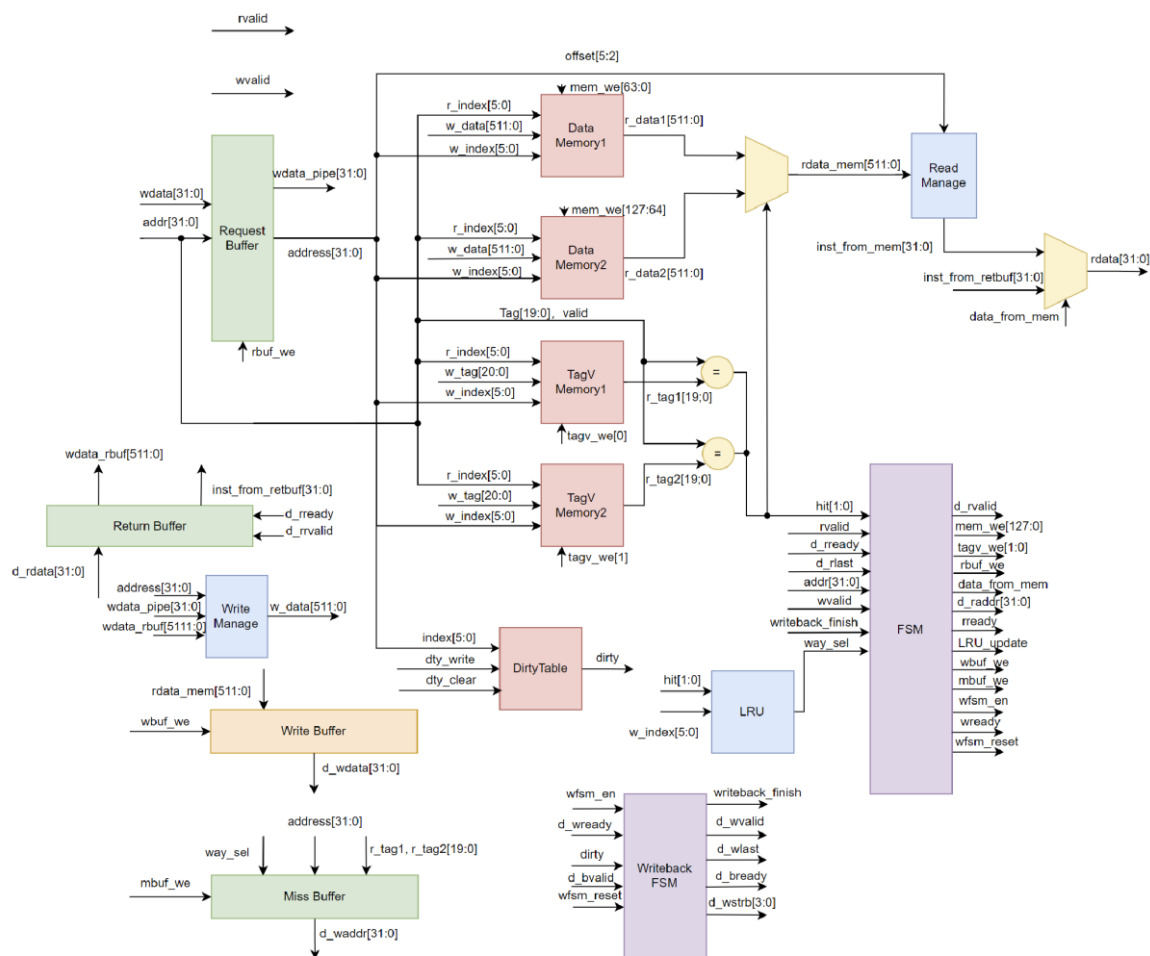 rvalid
wvalid
offset[5:2]
mem_we[63:0]
r_index[5:0]
w_data[511:0]
w_index[5:0]
Data
Memory1
r_data1[511:0]
rdata_mem[511:0]
Read
Manage
wdata_pipe[31:0]
wdata[31:0]
addr[31:0]
Request
Buffer
address[31:0]
rbuf_we
mem_we[127:64]
r_index[5:0]
w_data[511:0]
w_index[5:0]
Data
Memory2
r_data2[511:0]
inst_from_mem[31:0]
inst_from_retbuf[31:0]
data_from_mem
rdata[31:0]
Tag[19:0], valid
r_index[5:0]
w_tag[20:0]
w_index[5:0]
TagV
Memory1
tagv_we[0]
=
r_tag1[19;0]
r_index[5:0]
w_tag[20:0]
w_index[5:0]
TagV
Memory2
tagv_we[1]
=
r_tag2[19;0]
wdata_rbuf[511:0]
inst_from_retbuf[31:0]
Return Buffer
d_rready
d_rrvalid
d_rdata[31:0]
address[31:0]
wdata_pipe[31:0]
wdata_rbuf[5111:0]
Write
Manage
w_data[511:0]
rdata_mem[511:0]
wbuf_we
Write Buffer
d_wdata[31:0]
way_sel
address[31:0]
r_tag1, r_tag2[19:0]
mbuf_we
Miss Buffer
d_waddr[31:0]
index[5:0]
dty_write
dty_clear
DirtyTable
dirty
hit[1:0]
w_index[5:0]
LRU
hit[1:0]
rvalid
d_rready
d_rlast
addr[31:0]
wvalid
writeback_finish
way_sel
FSM
d_rvalid
mem_we[127:0]
tagv_we[1:0]
rbuf_we
data_from_mem
d_raddr[31:0]
rready
LRU_update
wbuf_we
mbuf_we
wfsm_en
wready
wfsm_reset
wfsm_en
d_wready
dirty
d_bvalid
wfsm_reset
Writeback
FSM
writeback_finish
d_wvalid
d_wlast
d_bready
d_wstrb[3:0]